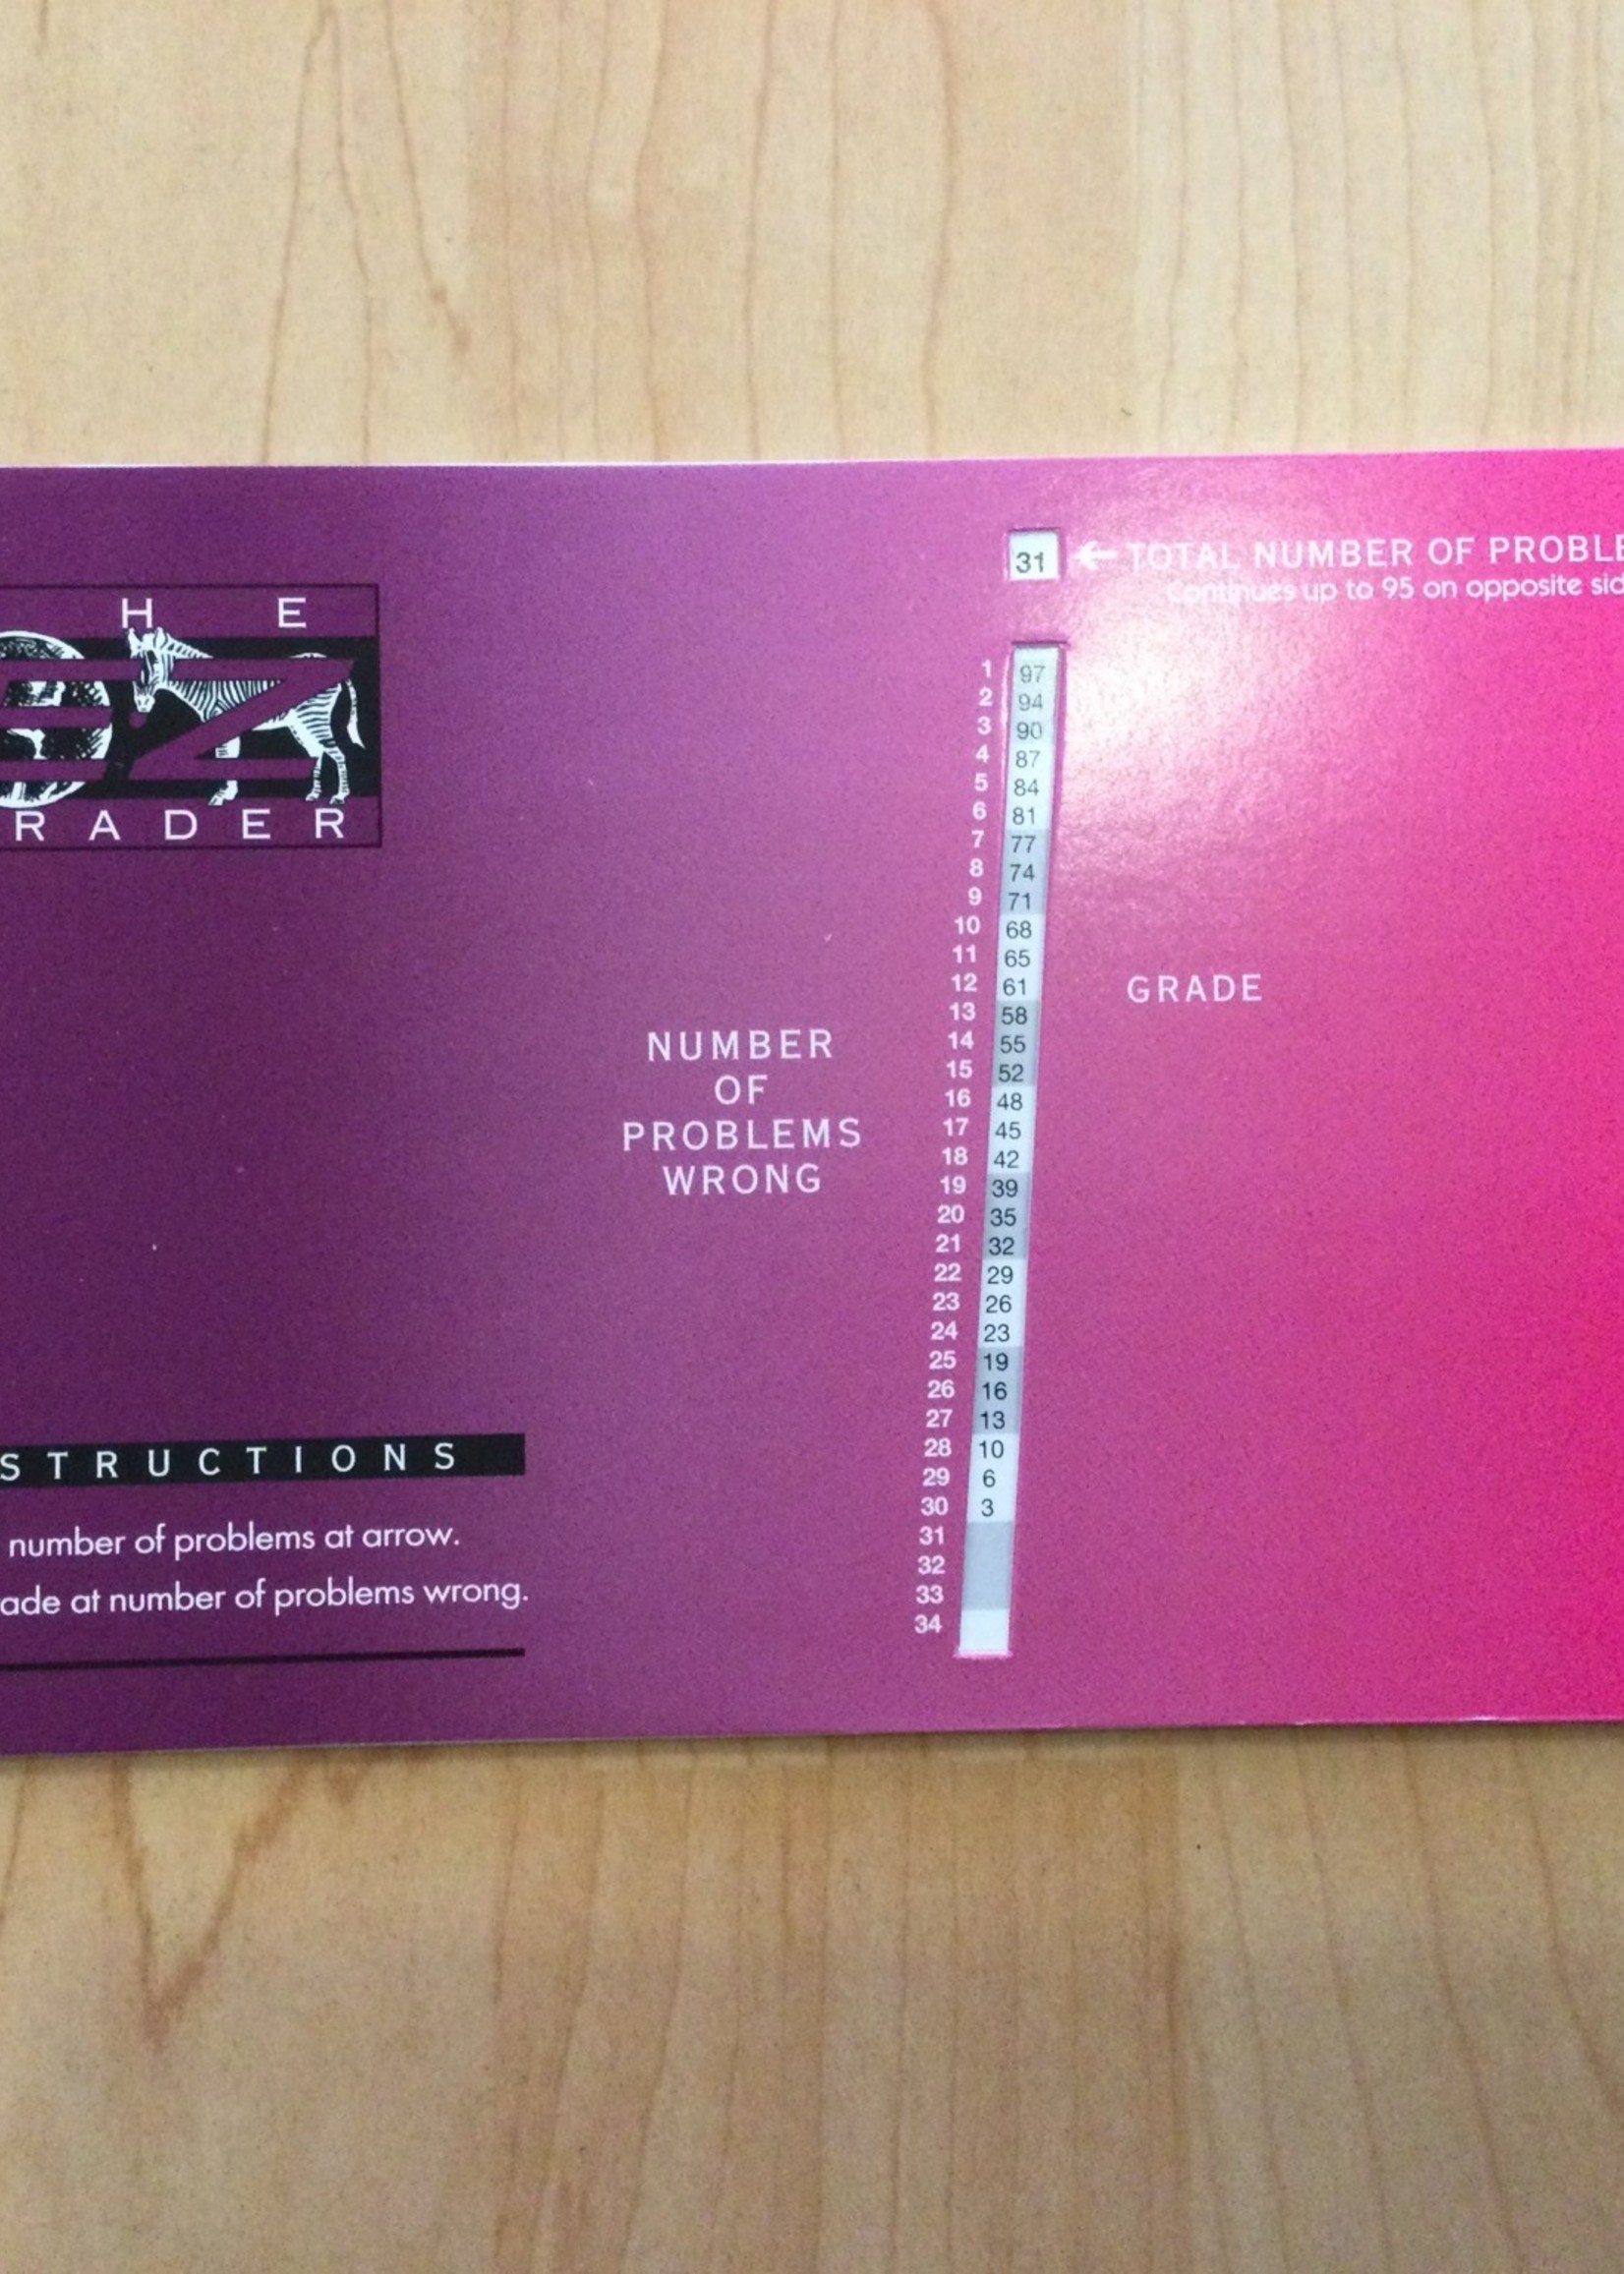 H E
EZ
RADER
31 ← TOTAL NUMBER OF PROBLE
Continues up to 95 on opposite sid
1 97
2 94
3 90
4 87
5 84
6 81
7 77
8 74
9 71
10 68
11 65
12 61
13 58
14 55
15 52
16 48
17 45
18 42
19 39
20 35
21 32
22 29
23 26
24 23
25 19
26 16
27 13
28 10
29 6
30 3
31
32
33
34
GRADE
NUMBER
OF
PROBLEMS
WRONG
STRUCTIONS
number of problems at arrow.
ade at number of problems wrong.